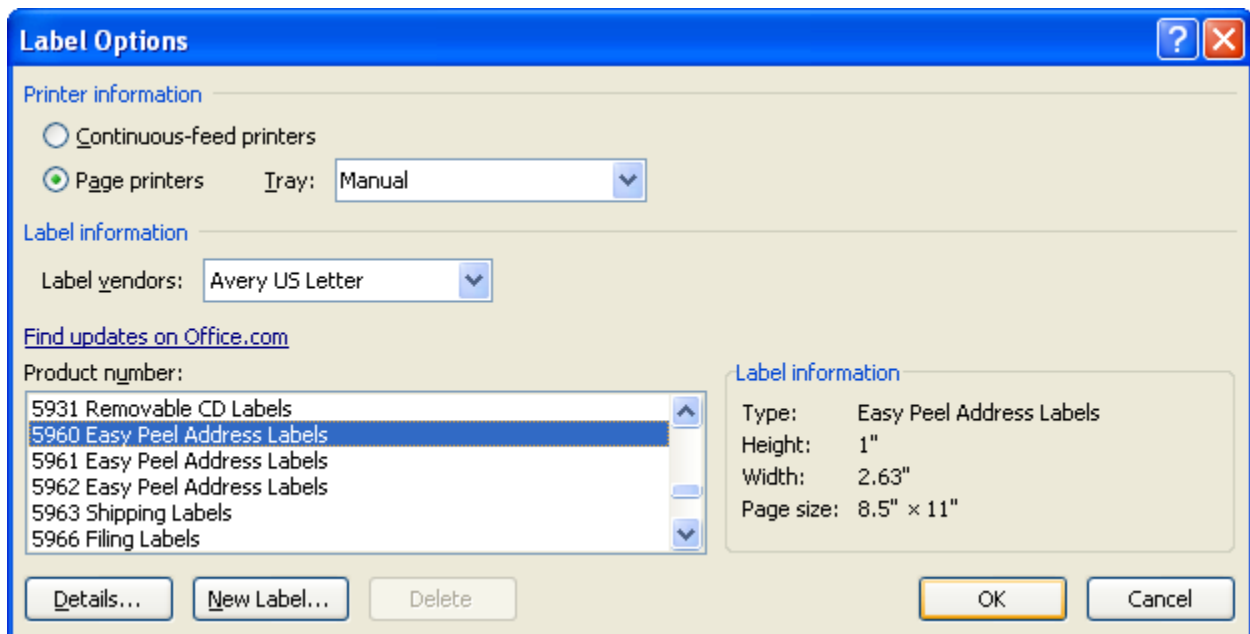 Label Options
Printer information
Continuous-feed printers
Page printers Tray: Manual
Label information
Label vendors: Avery US Letter
Find updates on Office.com
Product number:
5931 Removable CD Labels
5960 Easy Peel Address Labels
5961 Easy Peel Address Labels
5962 Easy Peel Address Labels
5963 Shipping Labels
5966 Filing Labels
Label information
Type: Easy Peel Address Labels
Height: 1"
Width: 2.63"
Page size: 8.5" × 11"
Details... New Label... Delete OK Cancel